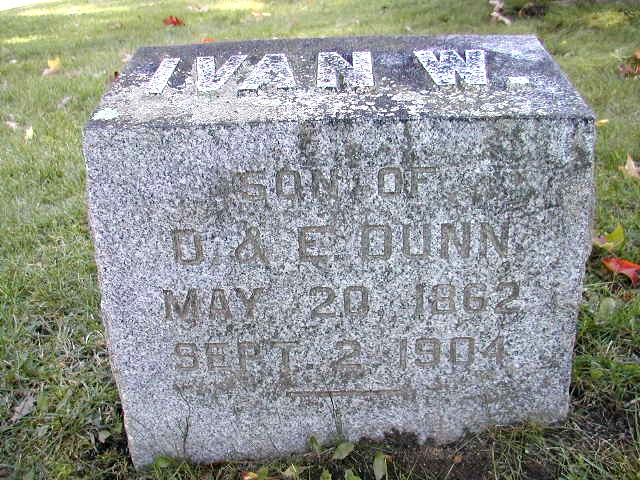 IVAN W.
SON OF
D. & E. DUNN
MAY 20, 1862
SEPT. 2, 1904